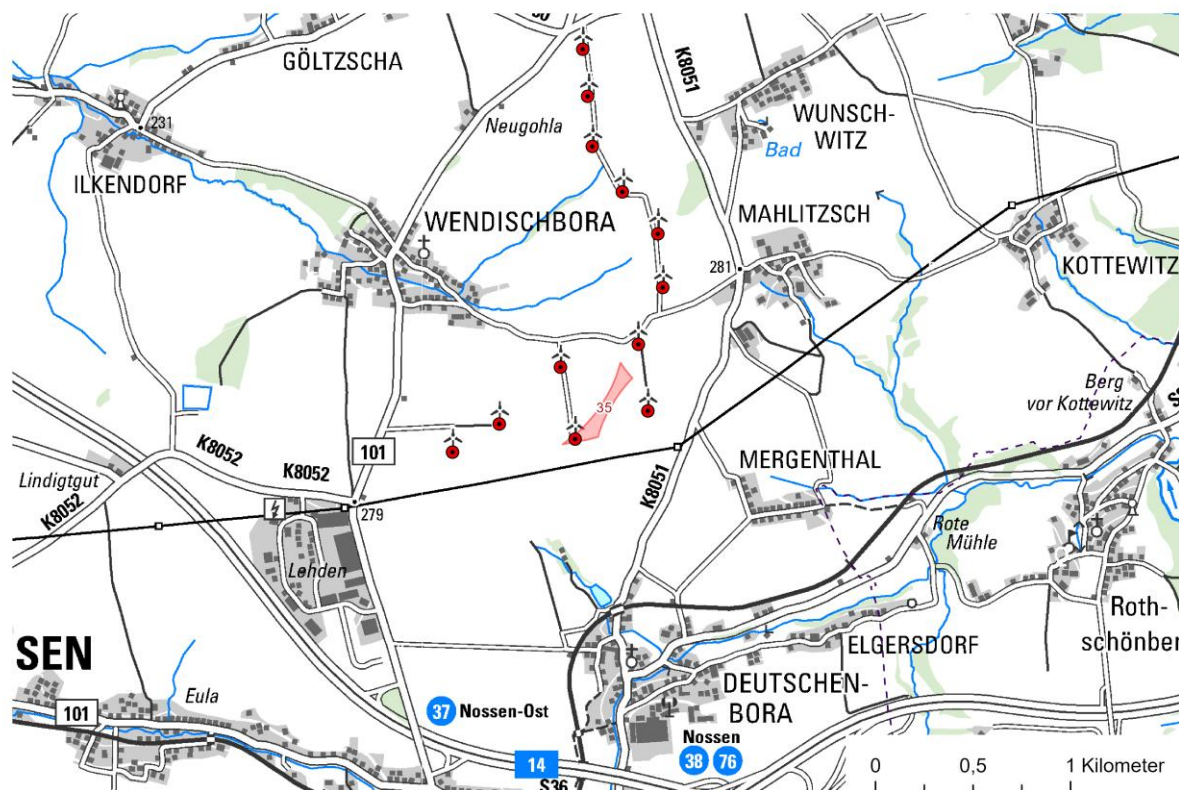 GÖLTZSCHA
K8051
231
Neugohla
WUNSCH-
WITZ
Bad
ILKENDORF
WENDISCHBORA
MAHLITZSCH
281
KOTTEWITZ
35
Berg
vor Kottewitz
K8052
101
Lindigtgut
K8052
K8052
279
K8051
MERGENTHAL
Rote
Mühle
Lehden
Roth-
schönber
SEN
ELGERSDORF
Eula
101
37 Nossen-Ost
DEUTSCHEN-
BORA
Nossen
38 76
14
S36
0 0,5 1 Kilometer